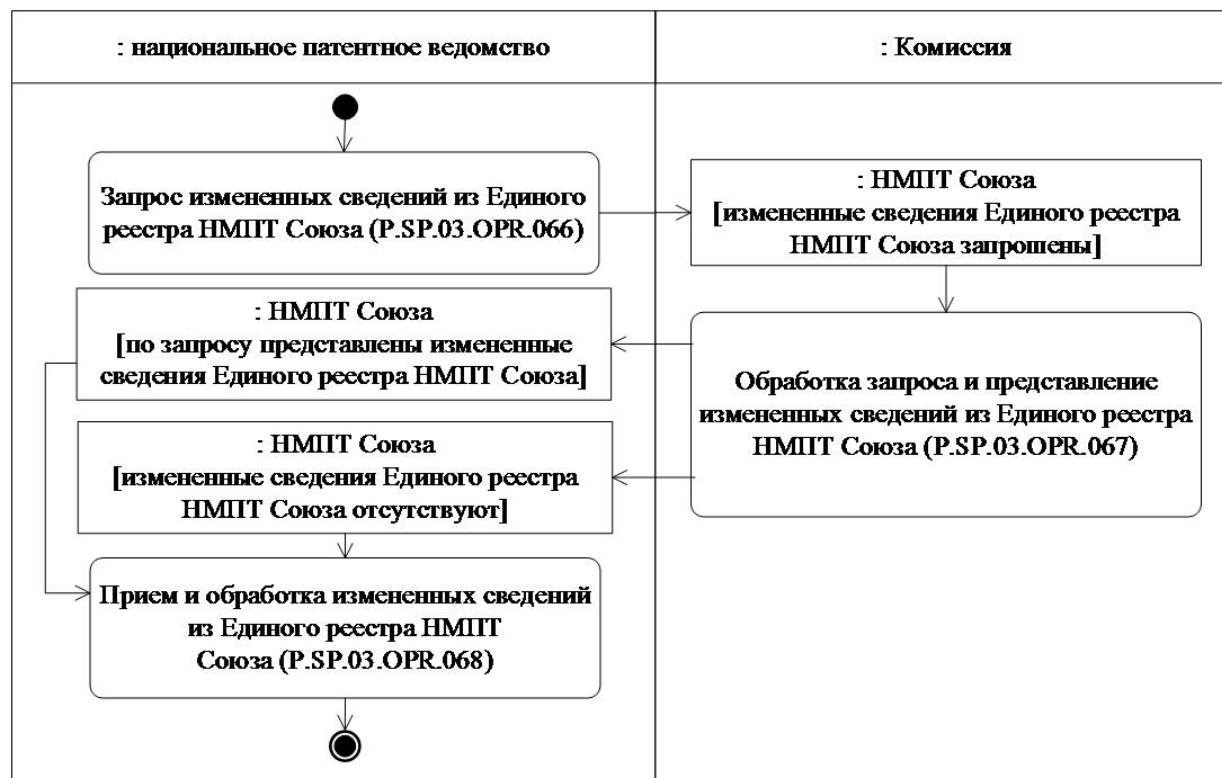 : национальное патентное ведомство
: Комиссия
Запрос измененных сведений из Единого
реестра НМПТ Союза (P.SP.03.OPR.066)
: НМПТ Союза
[измененные сведения Единого реестра
НМПТ Союза запрошены]
: НМПТ Союза
[по запросу представлены измененные
сведения Единого реестра НМПТ Союза]
Обработка запроса и представление
измененных сведений из Единого реестра
НМПТ Союза (P.SP.03.OPR.067)
: НМПТ Союза
[измененные сведения Единого реестра
НМПТ Союза отсутствуют]
Прием и обработка измененных сведений
из Единого реестра НМПТ
Союза (P.SP.03.OPR.068)